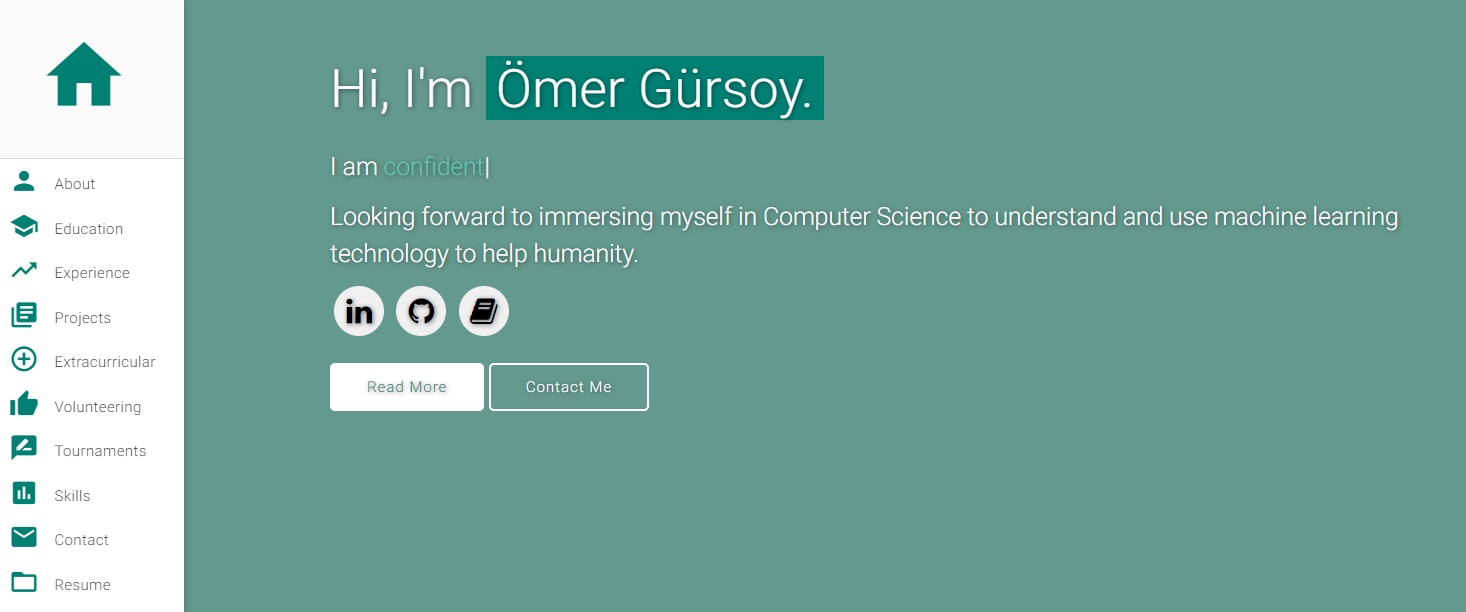 About
Education
Experience
Projects
Extracurricular
Volunteering
Tournaments
Skills
Contact
Resume
Hi, I'm Ömer Gürsoy.
I am confident|
Looking forward to immersing myself in Computer Science to understand and use machine learning
technology to help humanity.
in
Read More
Contact Me